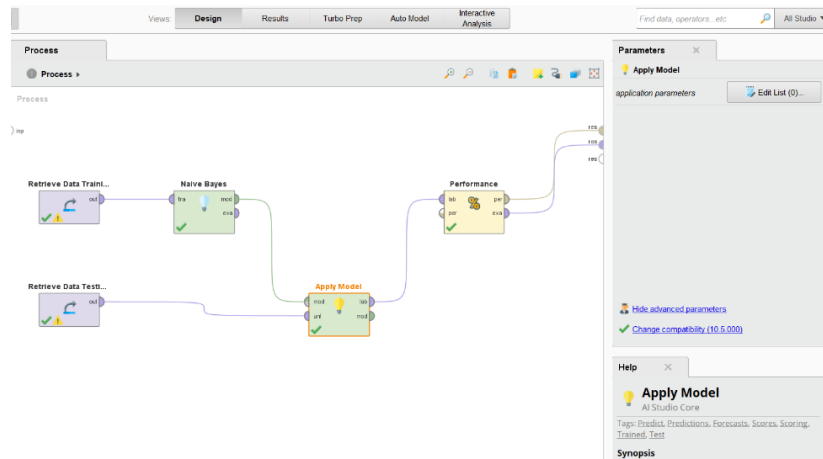 Views:
Design
Results
Turbo Prep
Auto Model
Interactive
Analysis
Find data, operators...etc
All Studio
Process
Process
Process
inp
res
res
res
Retrieve Data Traini...
out
Naive Bayes
tra
mod
exa
Performance
lab
per
per
exa
Retrieve Data Testi...
out
Apply Model
mod
lab
unl
mod
Parameters
Apply Model
application parameters
Edit List (0)...
Hide advanced parameters
Change compatibility (10.5.000)
Help
Apply Model
AI Studio Core
Tags: Predict, Predictions, Forecasts, Scores, Scoring,
Trained, Test
Synopsis